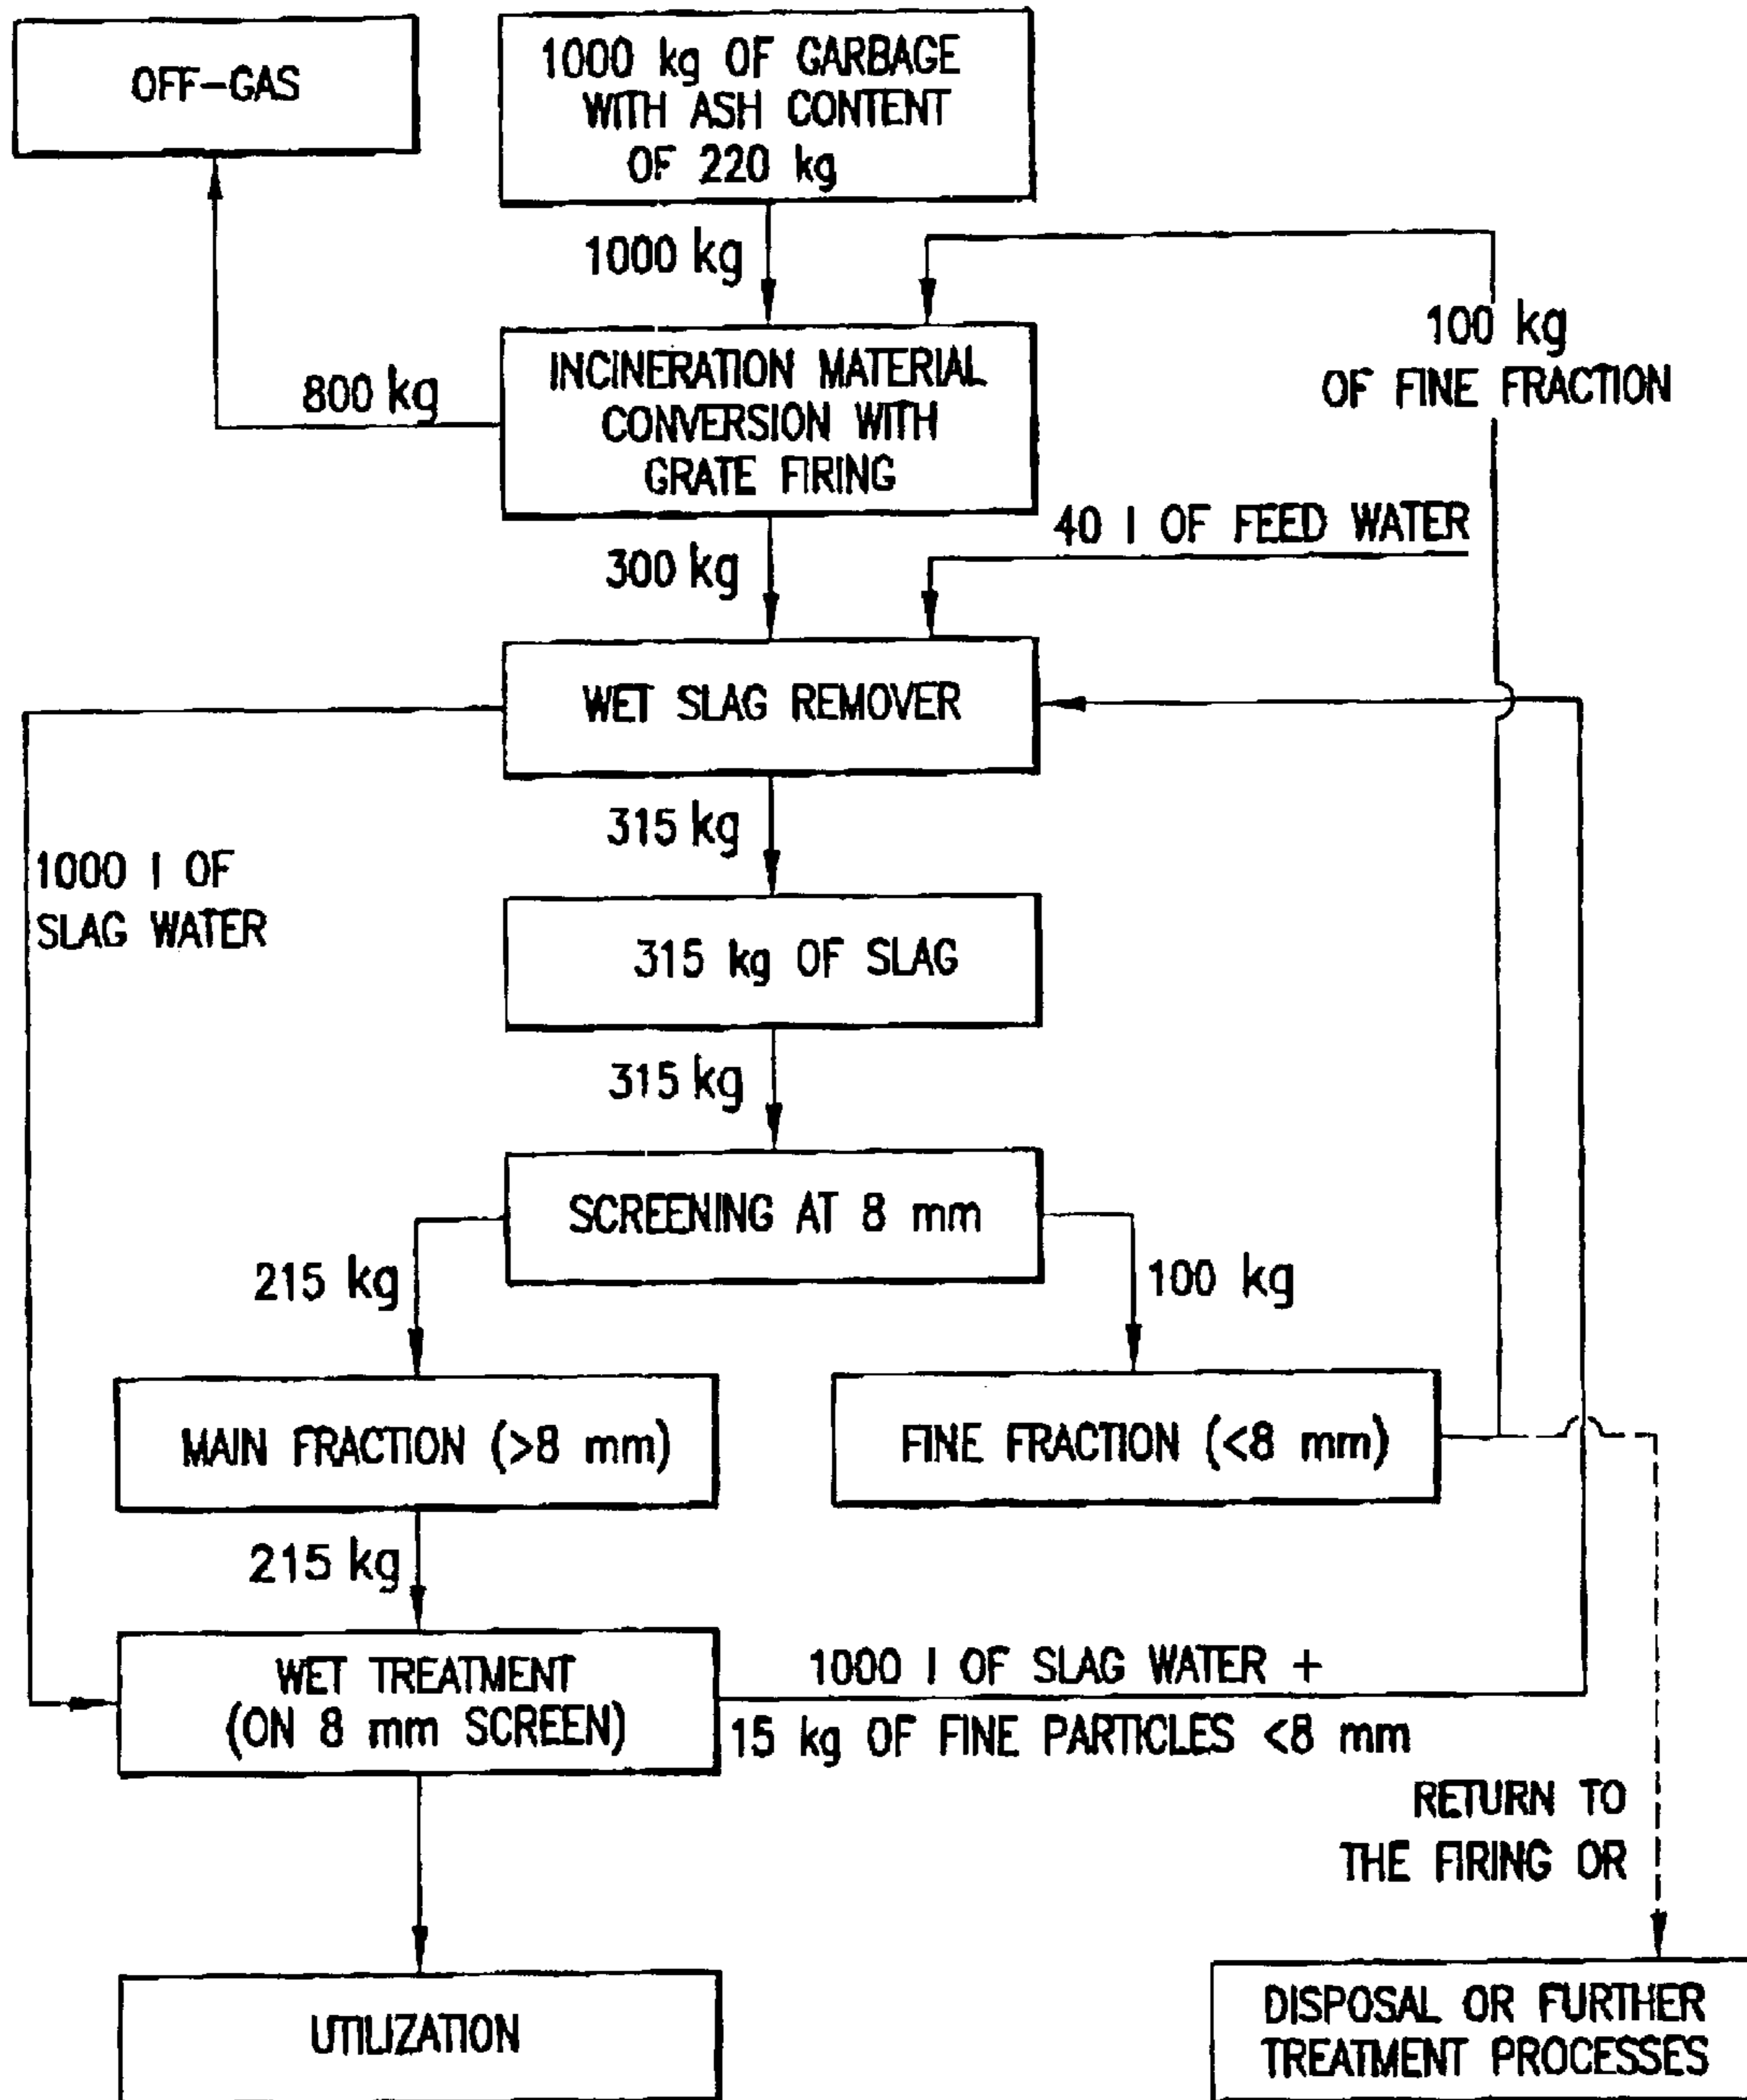 OFF-GAS
1000 kg OF GARBAGE
WITH ASH CONTENT
OF 220 kg
1000 kg
100 kg
OF FINE FRACTION
800 kg
INCINERATION MATERIAL
CONVERSION WITH
GRATE FIRING
40 l OF FEED WATER
300 kg
WET SLAG REMOVER
315 kg
1000 l OF
SLAG WATER
315 kg OF SLAG
315 kg
SCREENING AT 8 mm
215 kg
100 kg
MAIN FRACTION (>8 mm)
FINE FRACTION (<8 mm)
215 kg
WET TREATMENT
(ON 8 mm SCREEN)
1000 l OF SLAG WATER +
15 kg OF FINE PARTICLES <8 mm
RETURN TO
THE FIRING OR
UTILIZATION
DISPOSAL OR FURTHER
TREATMENT PROCESSES